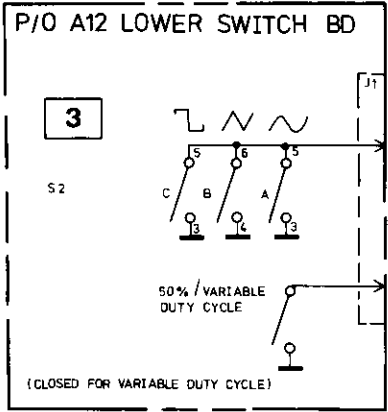 P/O A12 LOWER SWITCH BD
J1
3
S2
5 6 5
C B A
3 4 3
50% / VARIABLE
DUTY CYCLE
(CLOSED FOR VARIABLE DUTY CYCLE)